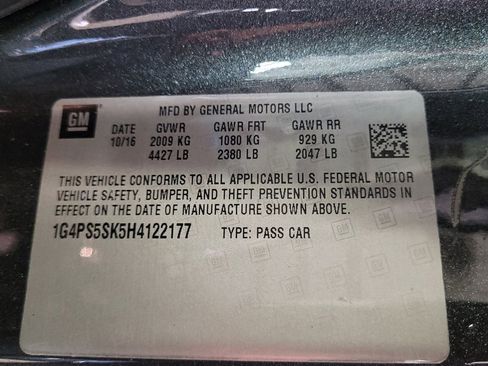 GM
MFD BY GENERAL MOTORS LLC
DATE GVWR GAWR FRT GAWR RR
10/16 2009 KG 1080 KG 929 KG
4427 LB 2380 LB 2047 LB
THIS VEHICLE CONFORMS TO ALL APPLICABLE U.S. FEDERAL MOTOR
VEHICLE SAFETY, BUMPER, AND THEFT PREVENTION STANDARDS IN
EFFECT ON THE DATE OF MANUFACTURE SHOWN ABOVE.
1G4PS5SK5H4122177 TYPE: PASS CAR